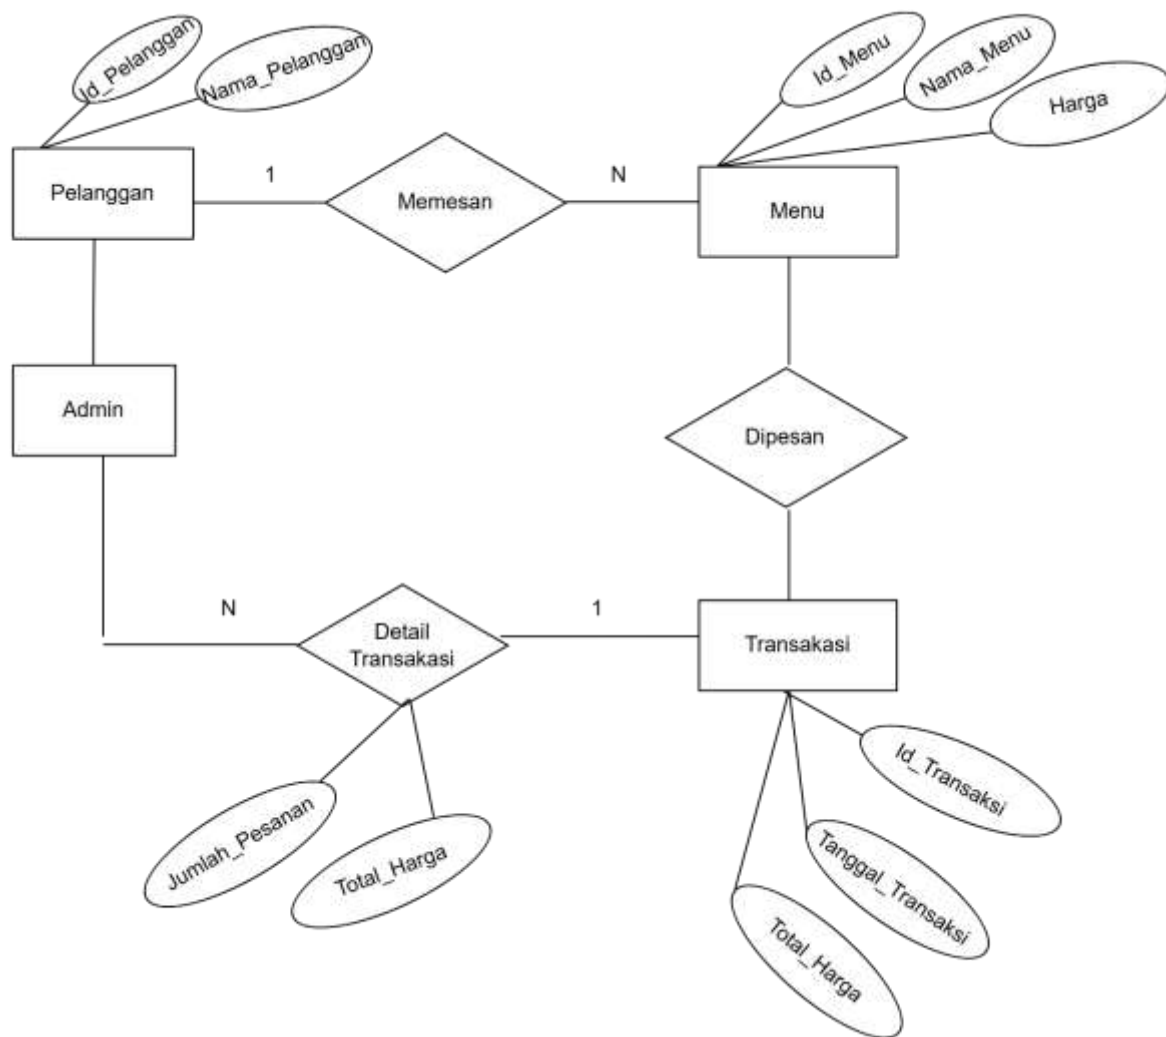 Id_Pelanggan
Nama_Pelanggan
Id_Menu
Nama_Menu
Harga
Pelanggan
1
Memesan
N
Menu
Admin
Dipesan
N
Detail
Transakasi
1
Transakasi
Id_Transaksi
Jumlah_Pesanan
Total_Harga
Tanggal_Transaksi
Total_Harga